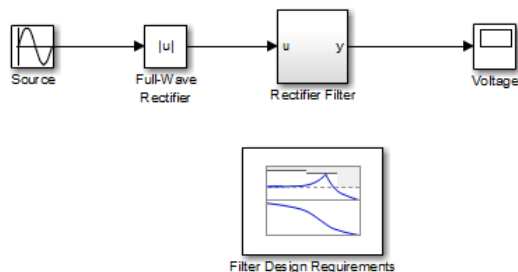 |u|
u
y
Source
Full-Wave
Rectifier
Rectifier Filter
Voltage
Filter Design Requirements